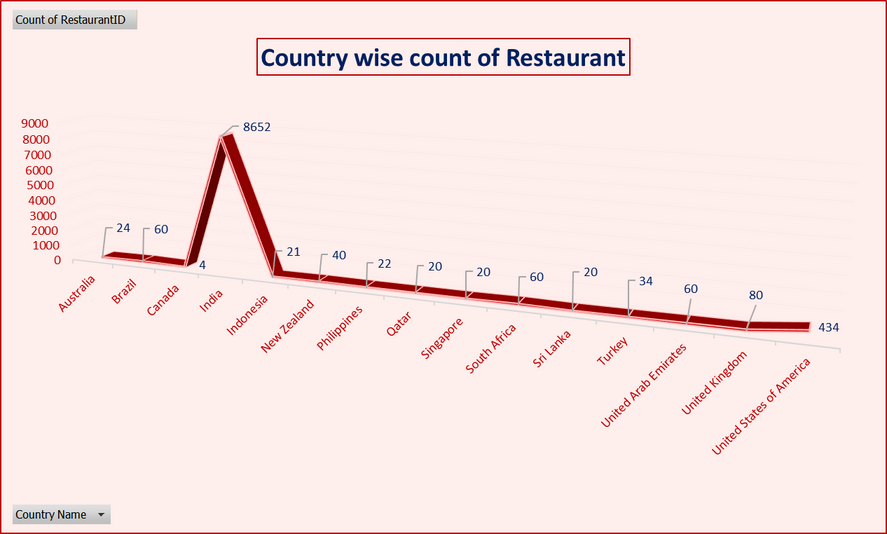 Count of RestaurantID
Country wise count of Restaurant
9000
8000
7000
6000
5000
4000
3000
2000
1000
0
24
60
4
8652
21
40
22
20
20
60
20
34
60
80
434
Australia
Brazil
Canada
India
Indonesia
New Zealand
Philippines
Qatar
Singapore
South Africa
Sri Lanka
Turkey
United Arab Emirates
United Kingdom
United States of America
Country Name